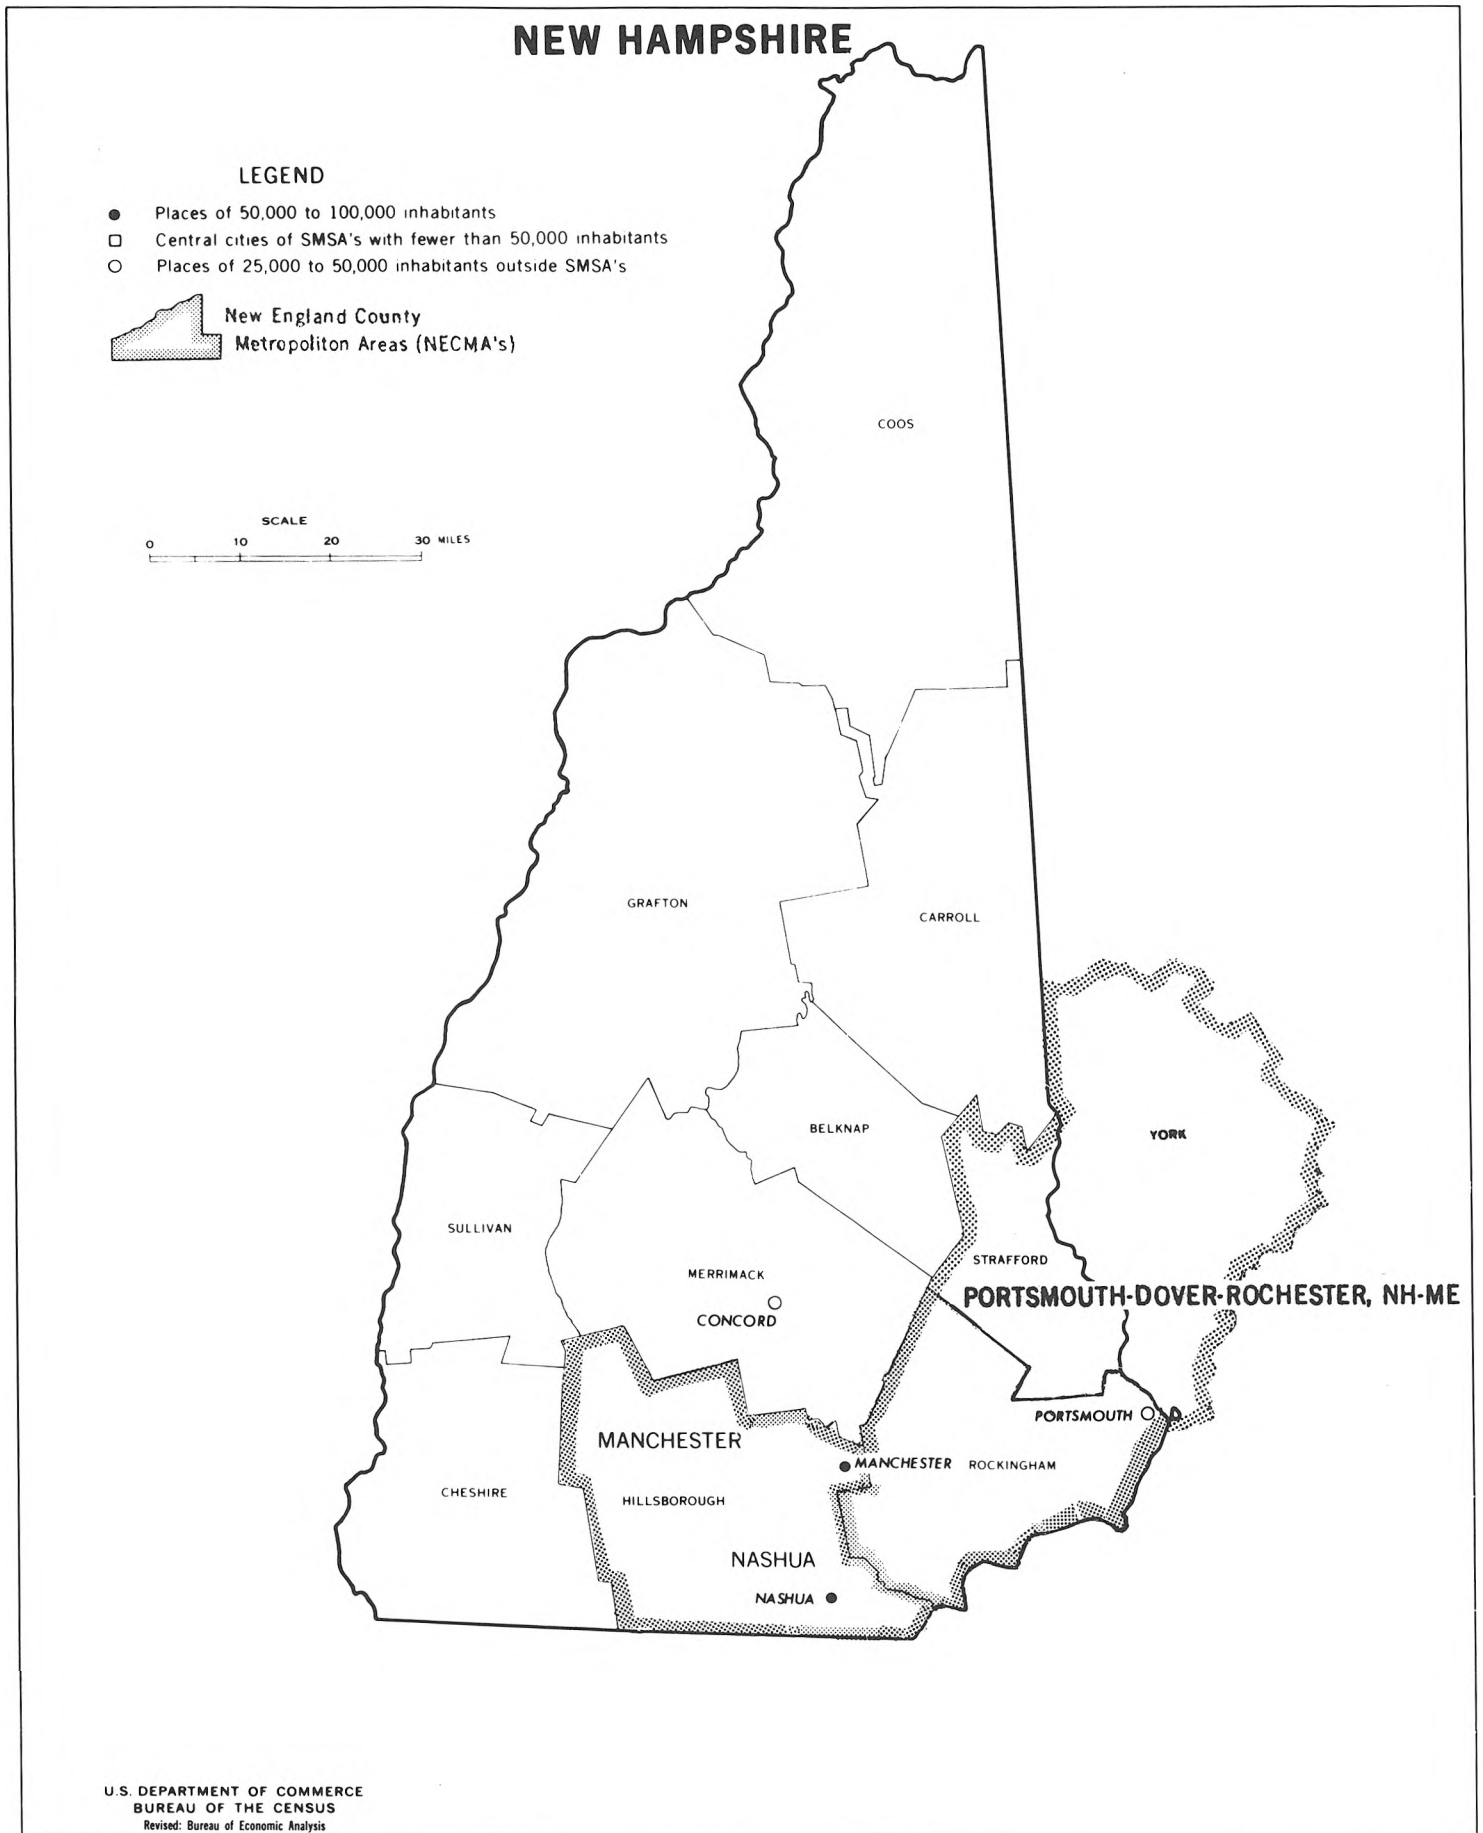 NEW HAMPSHIRE
LEGEND
Places of 50,000 to 100,000 inhabitants
Central cities of SMSA's with fewer than 50,000 inhabitants
Places of 25,000 to 50,000 inhabitants outside SMSA's
New England County
Metropoliton Areas (NECMA's)
SCALE
0 10 20 30 MILES
COOS
GRAFTON
CARROLL
BELKNAP
YORK
SULLIVAN
STRAFFORD
MERRIMACK
PORTSMOUTH-DOVER-ROCHESTER, NH-ME
CONCORD
PORTSMOUTH
MANCHESTER
MANCHESTER ROCKINGHAM
CHESHIRE
HILLSBOROUGH
NASHUA
NASHUA
U.S. DEPARTMENT OF COMMERCE
BUREAU OF THE CENSUS
Revised: Bureau of Economic Analysis